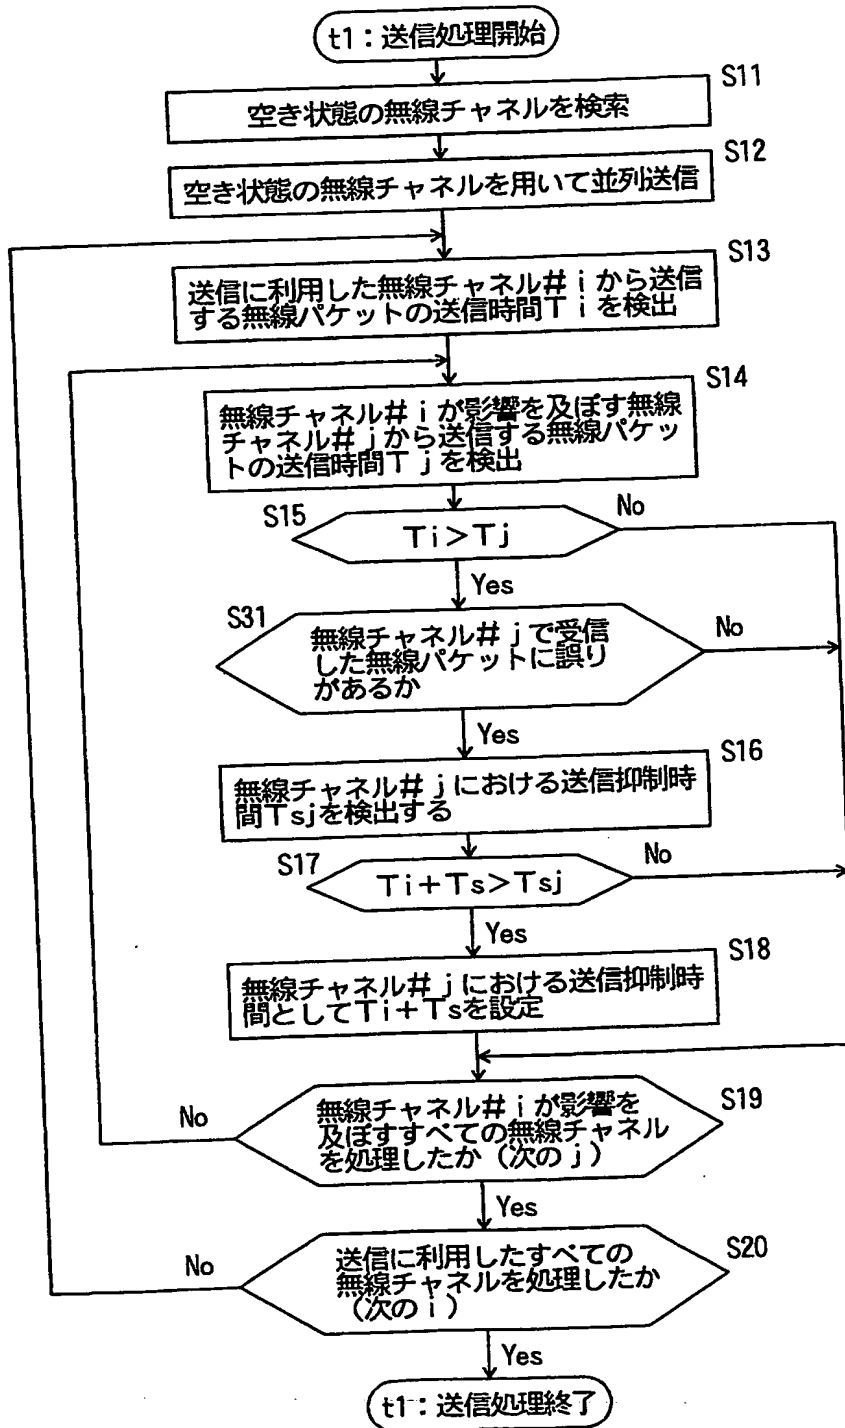 t1：送信処理開始
S11
空き状態の無線チャネルを検索
S12
空き状態の無線チャネルを用いて並列送信
S13
送信に利用した無線チャネル＃ｉから送信
する無線パケットの送信時間Ｔｉを検出
S14
無線チャネル＃ｉが影響を及ぼす無線
チャネル＃ｊから送信する無線パケッ
トの送信時間Ｔｊを検出
S15
Ｔｉ＞Ｔｊ
No
Yes
S31
無線チャネル＃ｊで受信
した無線パケットに誤り
があるか
No
Yes
S16
無線チャネル＃ｊにおける送信抑制時
間Ｔsjを検出する
S17
Ｔｉ＋Ｔｓ＞Ｔsj
No
Yes
S18
無線チャネル＃ｊにおける送信抑制時
間としてＴｉ＋Ｔｓを設定
S19
無線チャネル＃ｉが影響を
及ぼすすべての無線チャネル
を処理したか（次のｊ）
No
Yes
S20
送信に利用したすべての
無線チャネルを処理したか
（次のｉ）
No
Yes
t1：送信処理終了